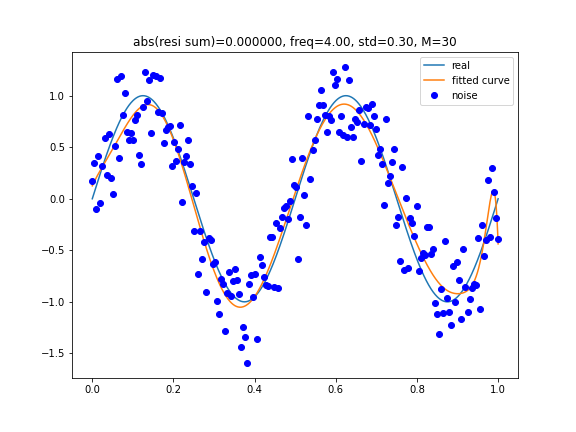 abs(resi sum)=0.000000, freq=4.00, std=0.30, M=30
real
fitted curve
noise
1.0
0.5
0.0
−0.5
−1.0
−1.5
0.0 0.2 0.4 0.6 0.8 1.0